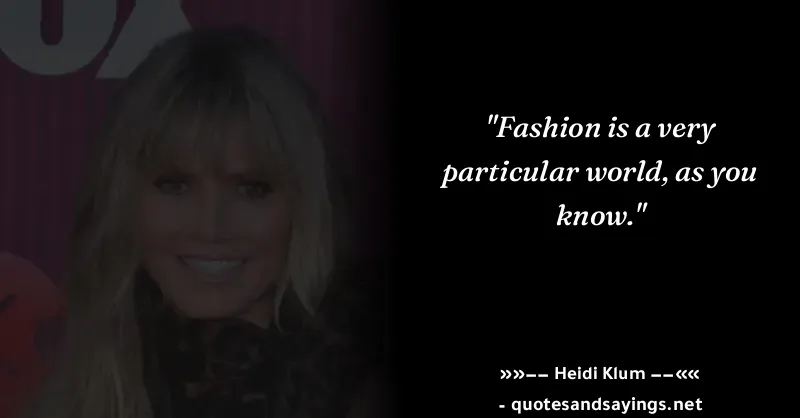 "Fashion is a very
particular world, as you
know."
»»−− Heidi Klum −−««
- quotesandsayings.net